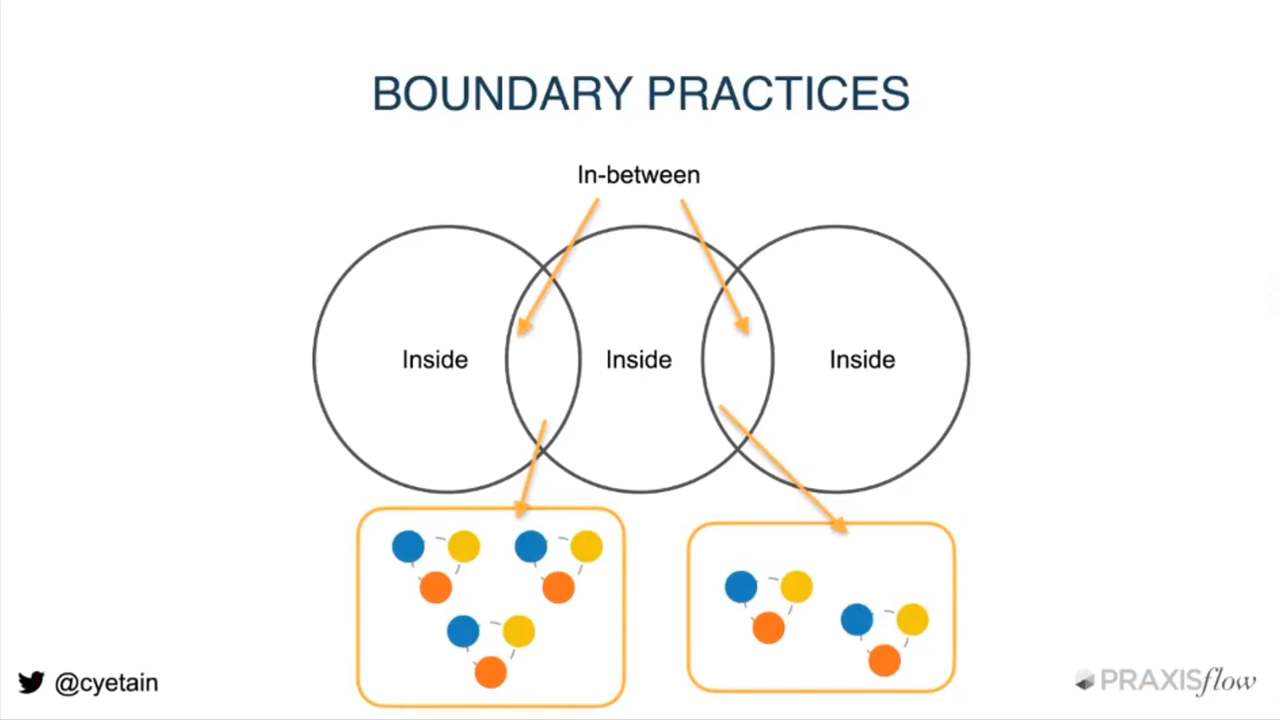 BOUNDARY PRACTICES
In-between
Inside
Inside
Inside
@cyetain
PRAXISflow